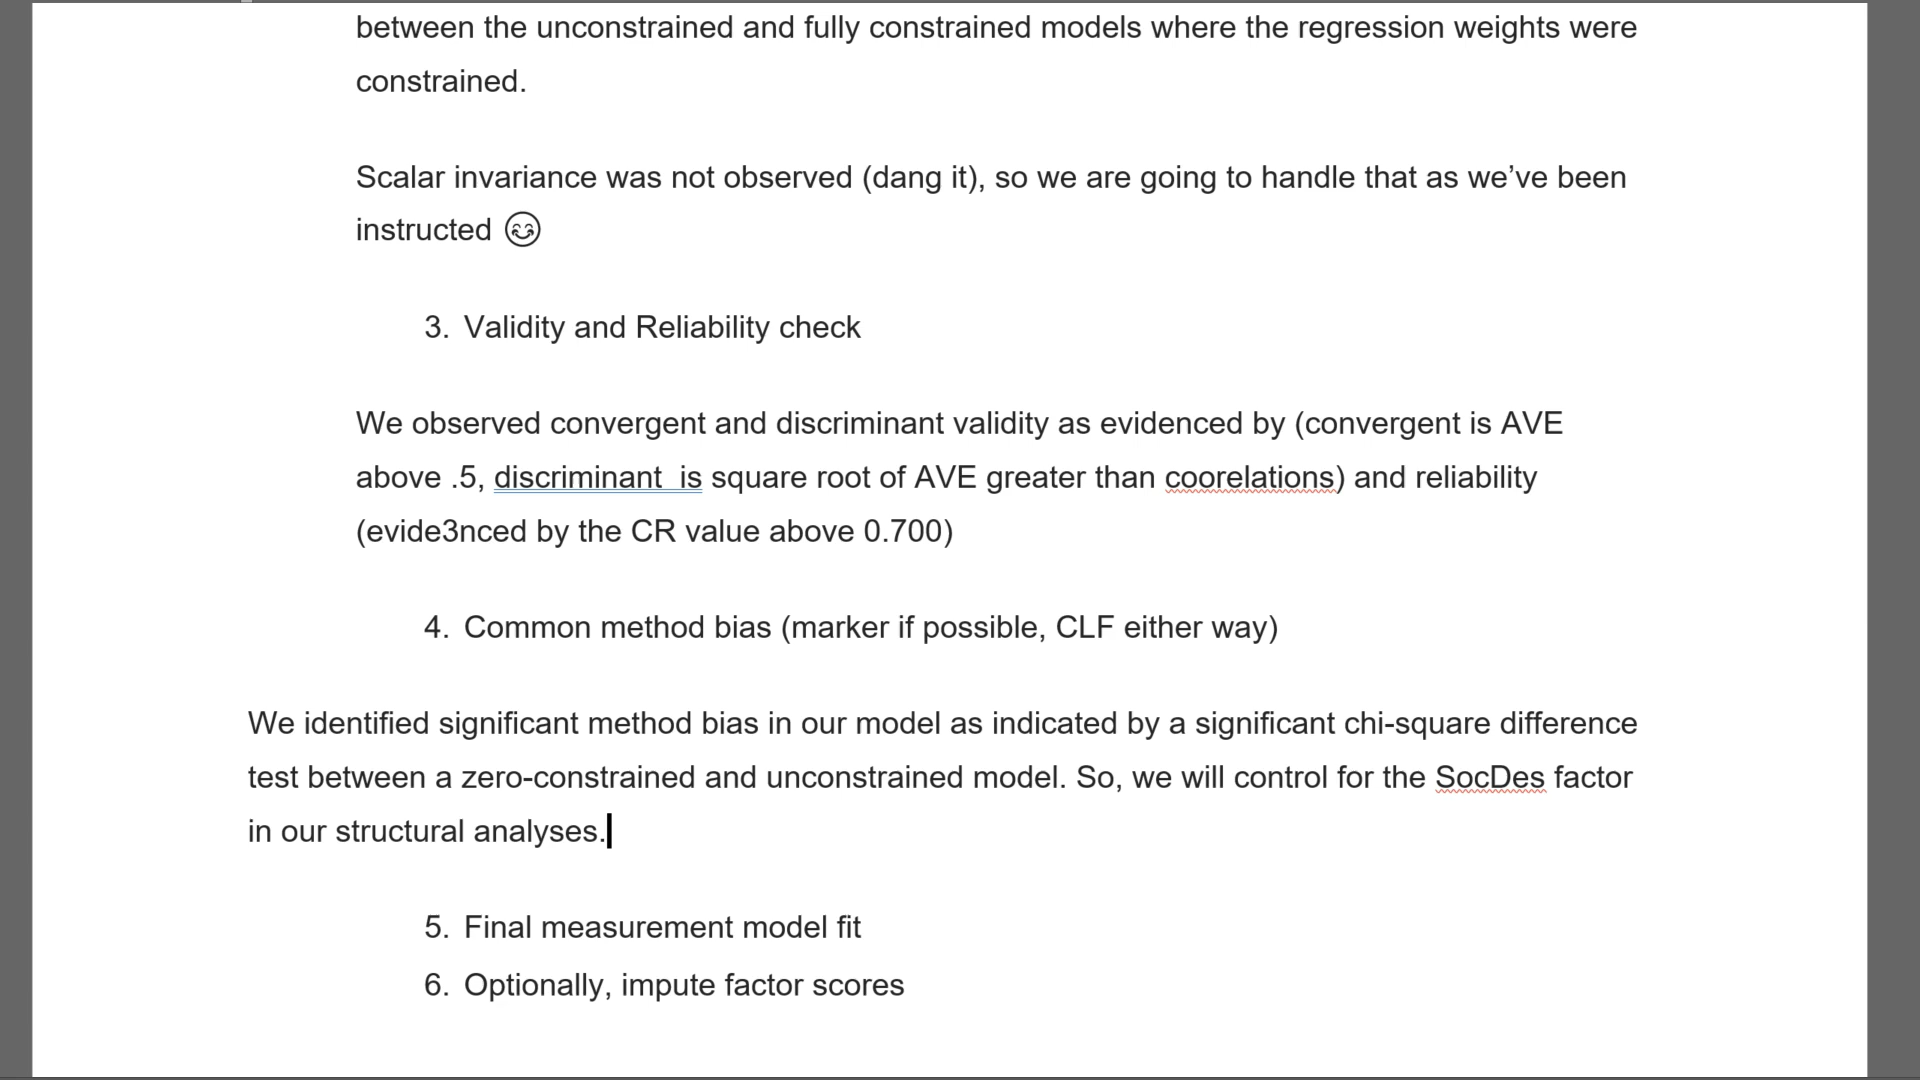 between the unconstrained and fully constrained models where the regression weights were
constrained.
Scalar invariance was not observed (dang it), so we are going to handle that as we’ve been
instructed 😊
3. Validity and Reliability check
We observed convergent and discriminant validity as evidenced by (convergent is AVE
above .5, discriminant  is square root of AVE greater than coorelations) and reliability
(evide3nced by the CR value above 0.700)
4. Common method bias (marker if possible, CLF either way)
We identified significant method bias in our model as indicated by a significant chi-square difference
test between a zero-constrained and unconstrained model. So, we will control for the SocDes factor
in our structural analyses.
5. Final measurement model fit
6. Optionally, impute factor scores